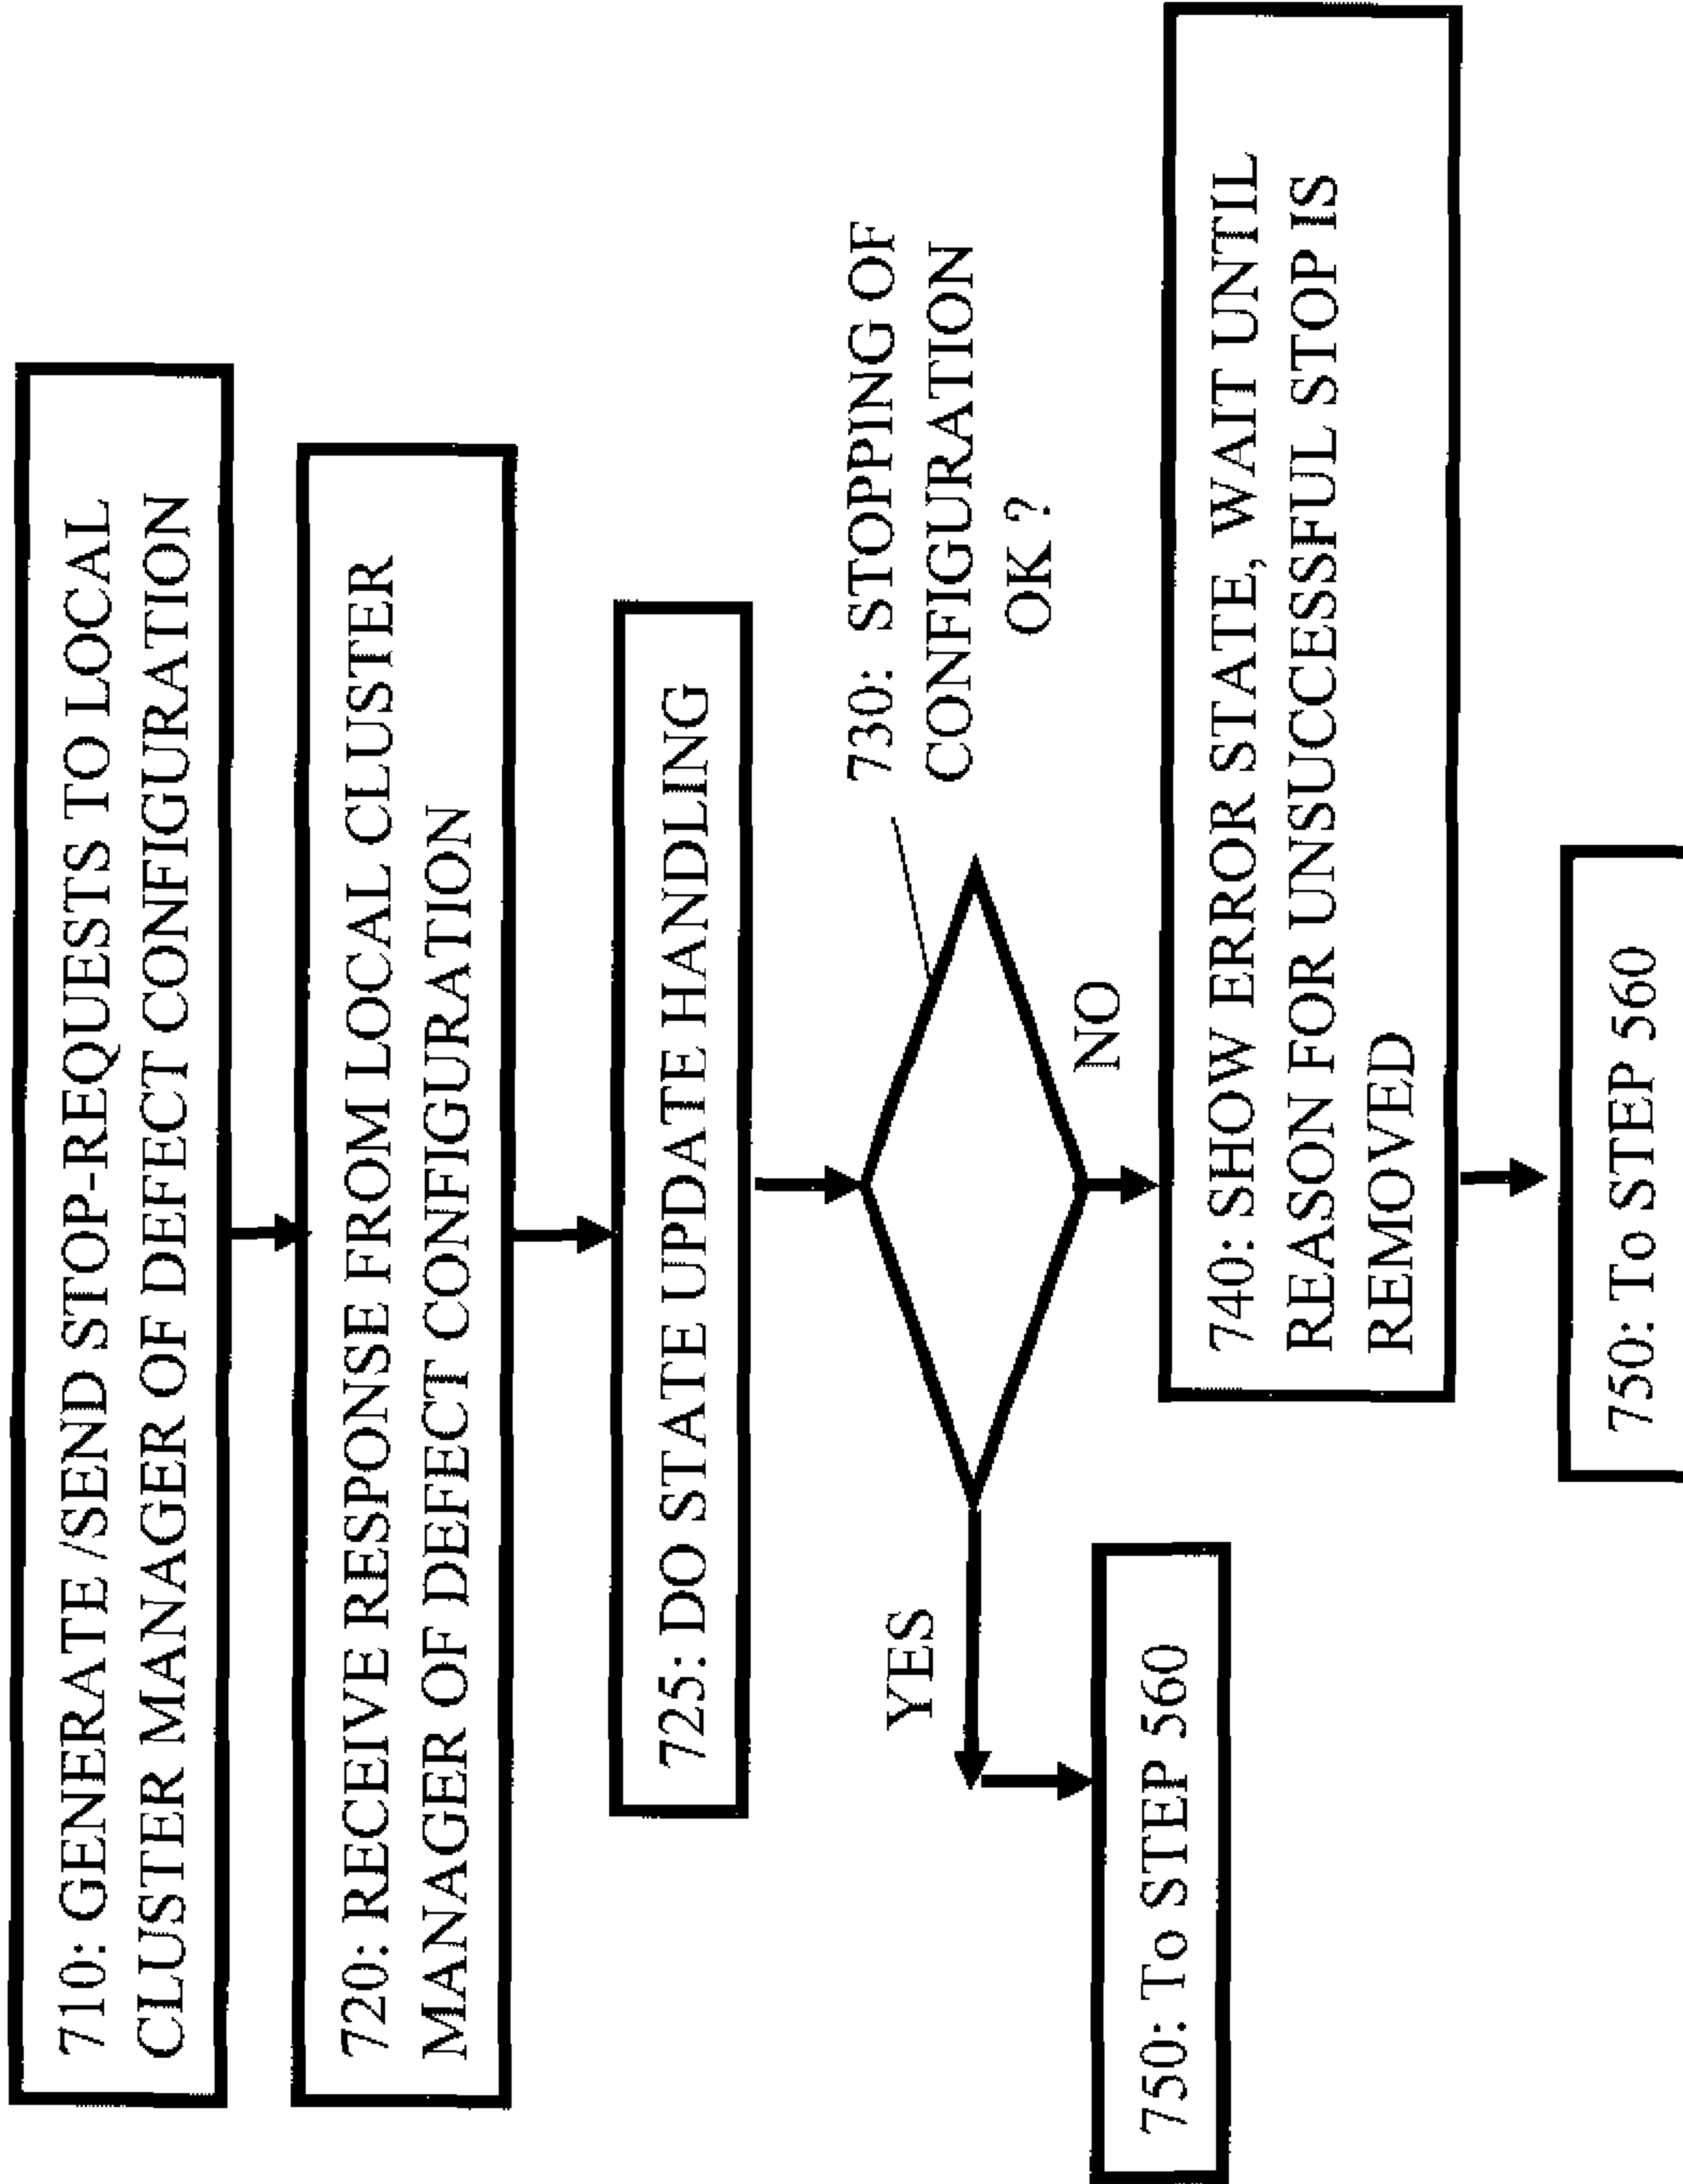 710: GENERATE /SEND STOP-REQUESTS TO LOCAL
CLUSTER MANAGER OF DEFECT CONFIGURATION
720: RECEIVE RESPONSE FROM LOCAL CLUSTER
MANAGER OF DEFECT CONFIGURATION
725: DO STATE UPDATE HANDLING
730: STOPPING OF
CONFIGURATION
OK ?
YES
NO
750: To STEP 560
740: SHOW ERROR STATE, WAIT UNTIL
REASON FOR UNSUCCESSFUL STOP IS
REMOVED
750: To STEP 560